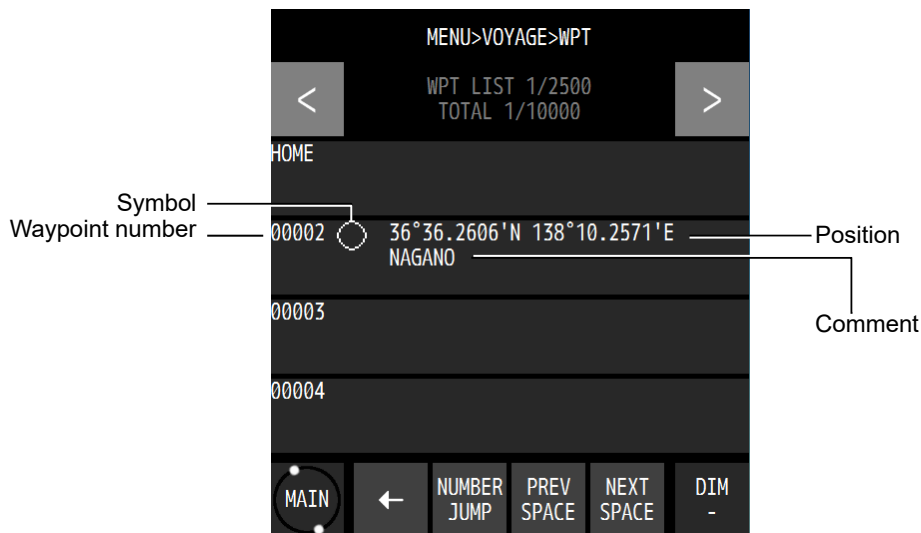 MENU>VOYAGE>WPT
<
WPT LIST 1/2500
TOTAL 1/10000
>
HOME
Symbol
Waypoint number
00002
36°36.2606'N 138°10.2571'E
NAGANO
Position
Comment
00003
00004
MAIN
←
NUMBER
JUMP
PREV
SPACE
NEXT
SPACE
DIM
-